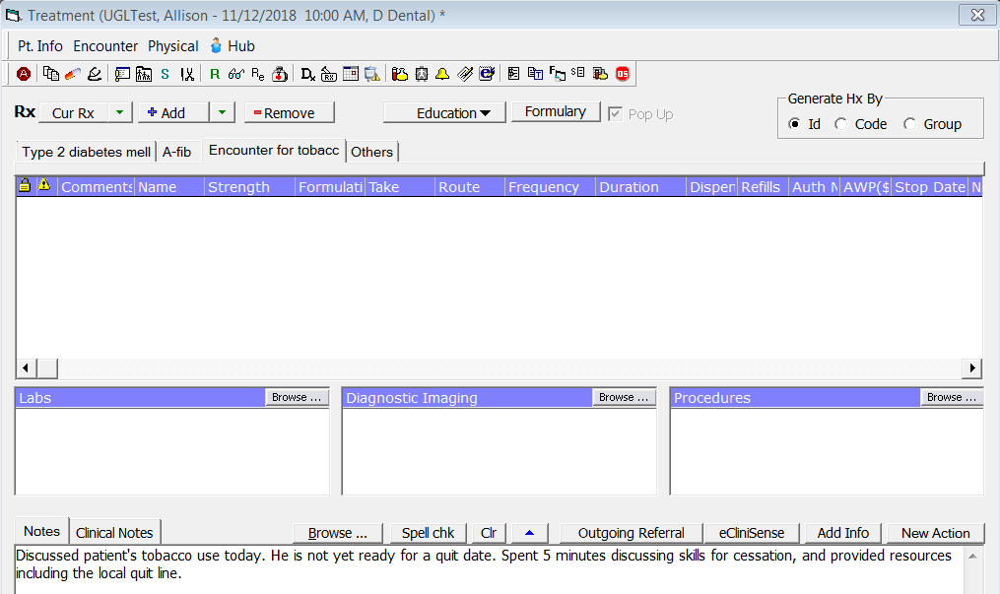 Treatment (UGLTest, Allison - 11/12/2018 10:00 AM, D Dental) *
Pt. Info Encounter Physical Hub
A S R Re Dx Rx e F S OS
Rx Cur Rx Add Remove Education Formulary Pop Up
Generate Hx By
Id Code Group
Type 2 diabetes mell A-fib Encounter for tobacc Others
Comments Name Strength Formulati Take Route Frequency Duration Dispen Refills Auth N AWP($ Stop Date N
Labs Browse ... Diagnostic Imaging Browse ... Procedures Browse ...
Notes Clinical Notes Browse ... Spell chk Clr Outgoing Referral eCliniSense Add Info New Action
Discussed patient's tobacco use today. He is not yet ready for a quit date. Spent 5 minutes discussing skills for cessation, and provided resources
including the local quit line.